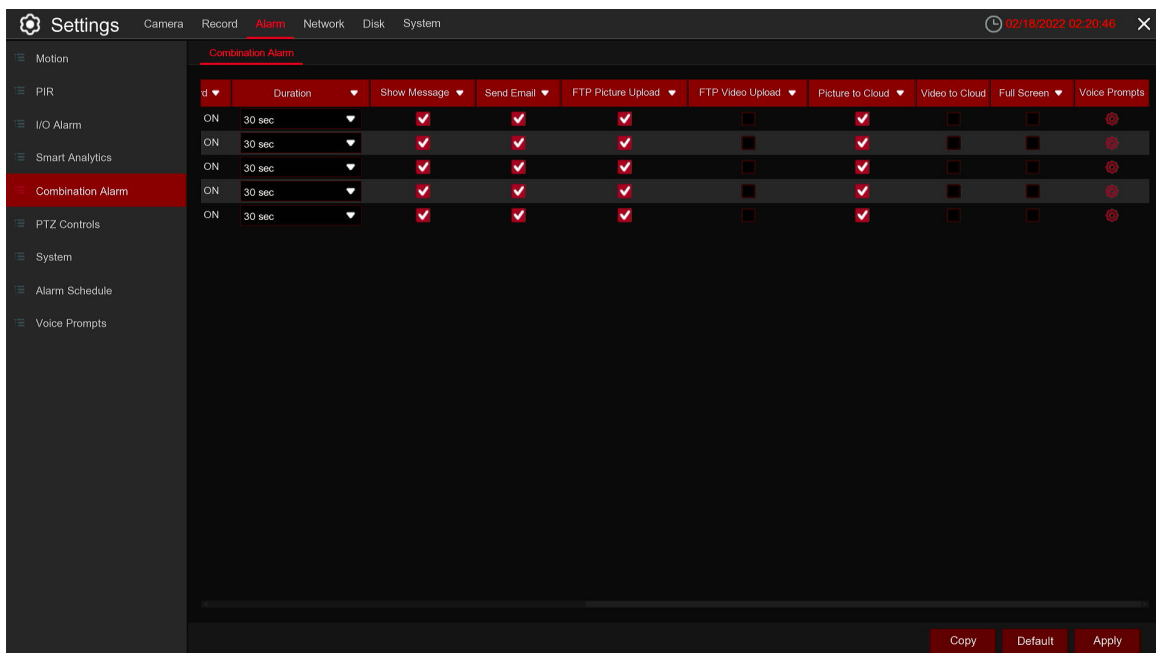 Settings Camera Record Alarm Network Disk System 02/18/2022 02:20:46
Combination Alarm
Motion
PIR
I/O Alarm
Smart Analytics
Combination Alarm
PTZ Controls
System
Alarm Schedule
Voice Prompts
rd Duration Show Message Send Email FTP Picture Upload FTP Video Upload Picture to Cloud Video to Cloud Full Screen Voice Prompts
ON 30 sec
ON 30 sec
ON 30 sec
ON 30 sec
ON 30 sec
Copy Default Apply